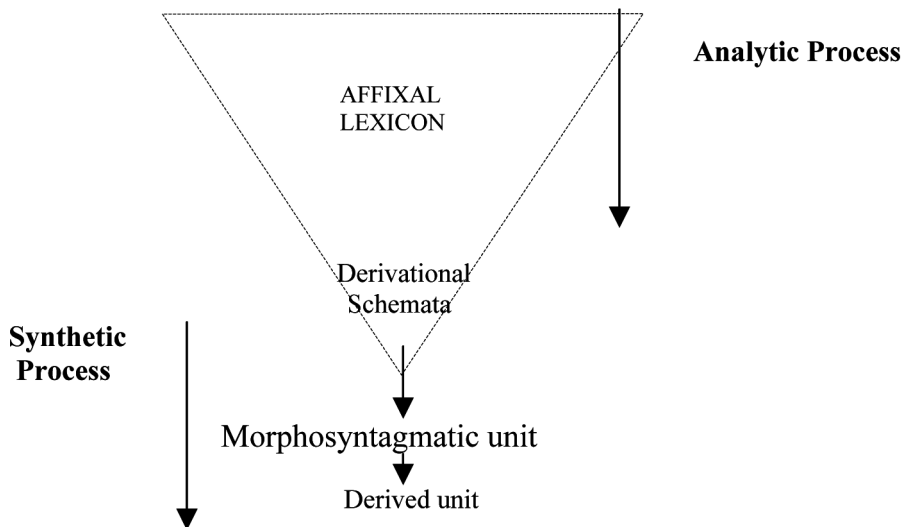 Analytic Process
AFFIXAL
LEXICON
Derivational
Schemata
Synthetic
Process
Morphosyntagmatic unit
Derived unit